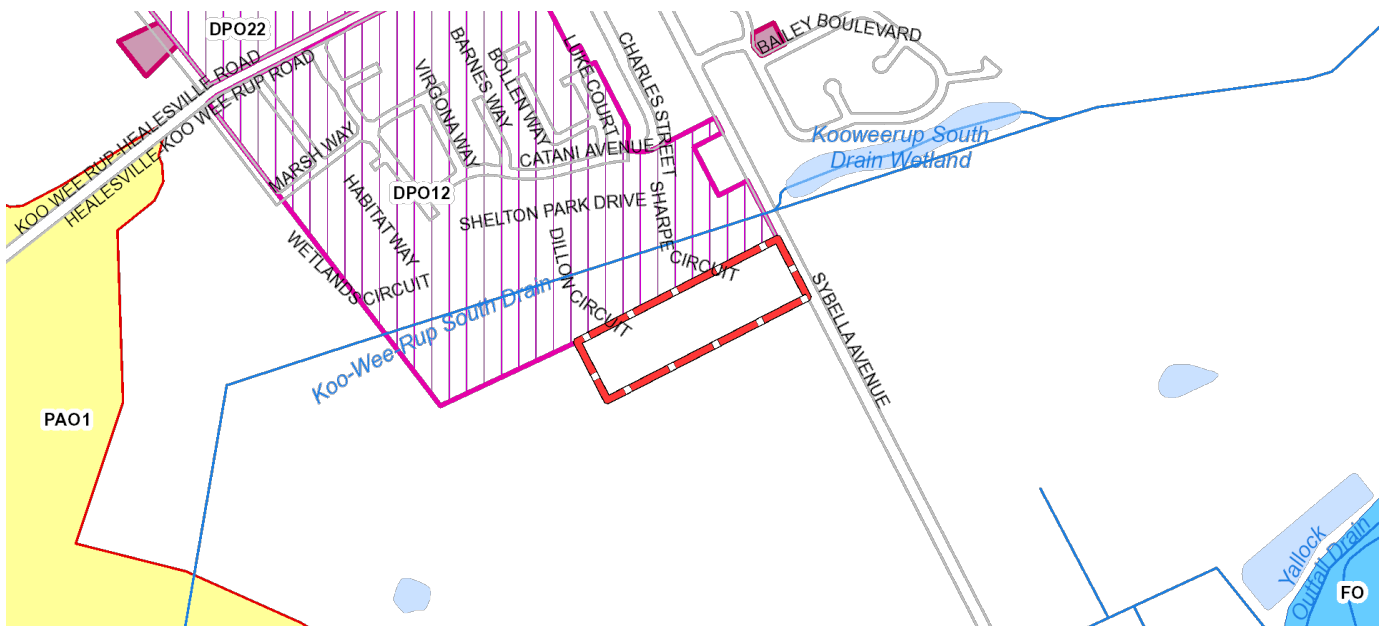 DPO22
BAILEY BOULEVARD
KOO WEE RUP-HEALESVILLE ROAD
HEALESVILLE-KOO WEE RUP ROAD
LUKE COURT
CHARLES STREET
BARNES WAY
BOLLEN WAY
VIRGONA WAY
MARSH WAY
CATANI AVENUE
Kooweerup South
Drain Wetland
HABITAT WAY
DPO12
SHELTON PARK DRIVE
SHARPE CIRCUIT
WETLANDS CIRCUIT
DILLON CIRCUIT
Koo-Wee-Rup South Drain
SYBELLA AVENUE
PAO1
Yallock
Outfall Drain
FO